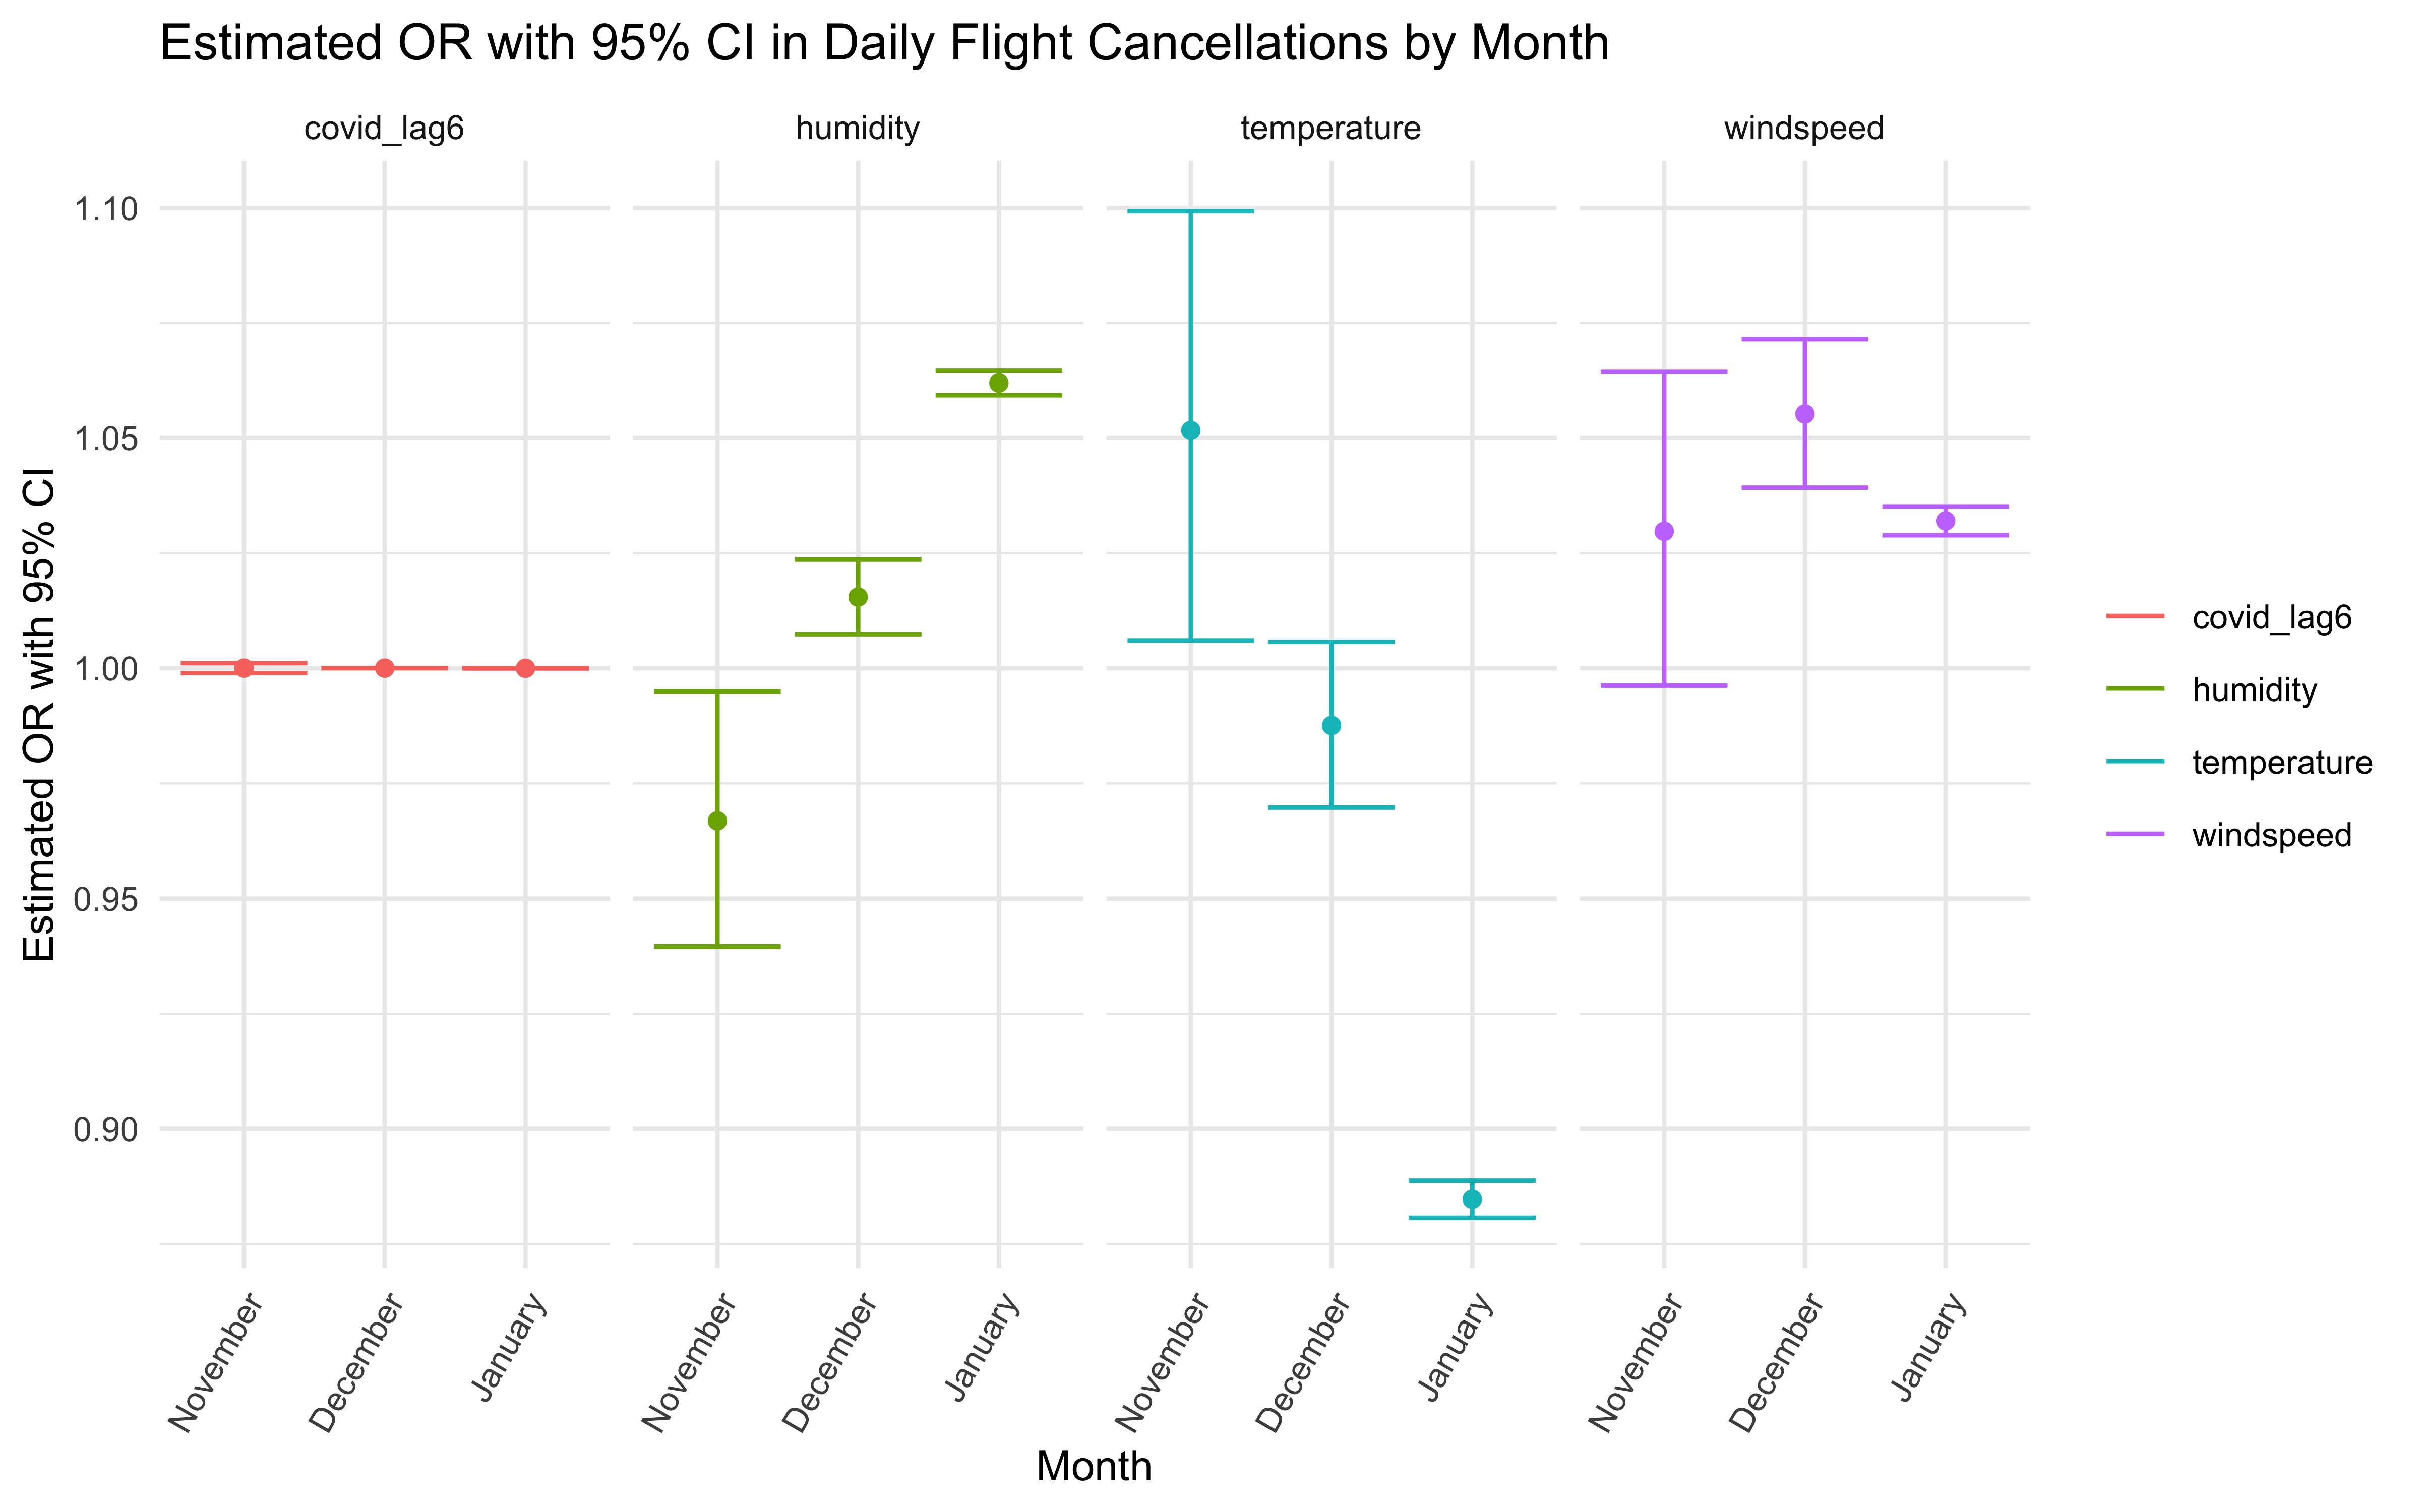 Estimated OR with 95% CI in Daily Flight Cancellations by Month
covid_lag6
humidity
temperature
windspeed
1.10
1.05
1.00
0.95
0.90
Estimated OR with 95% CI
November
December
January
November
December
January
November
December
January
November
December
January
Month
covid_lag6
humidity
temperature
windspeed